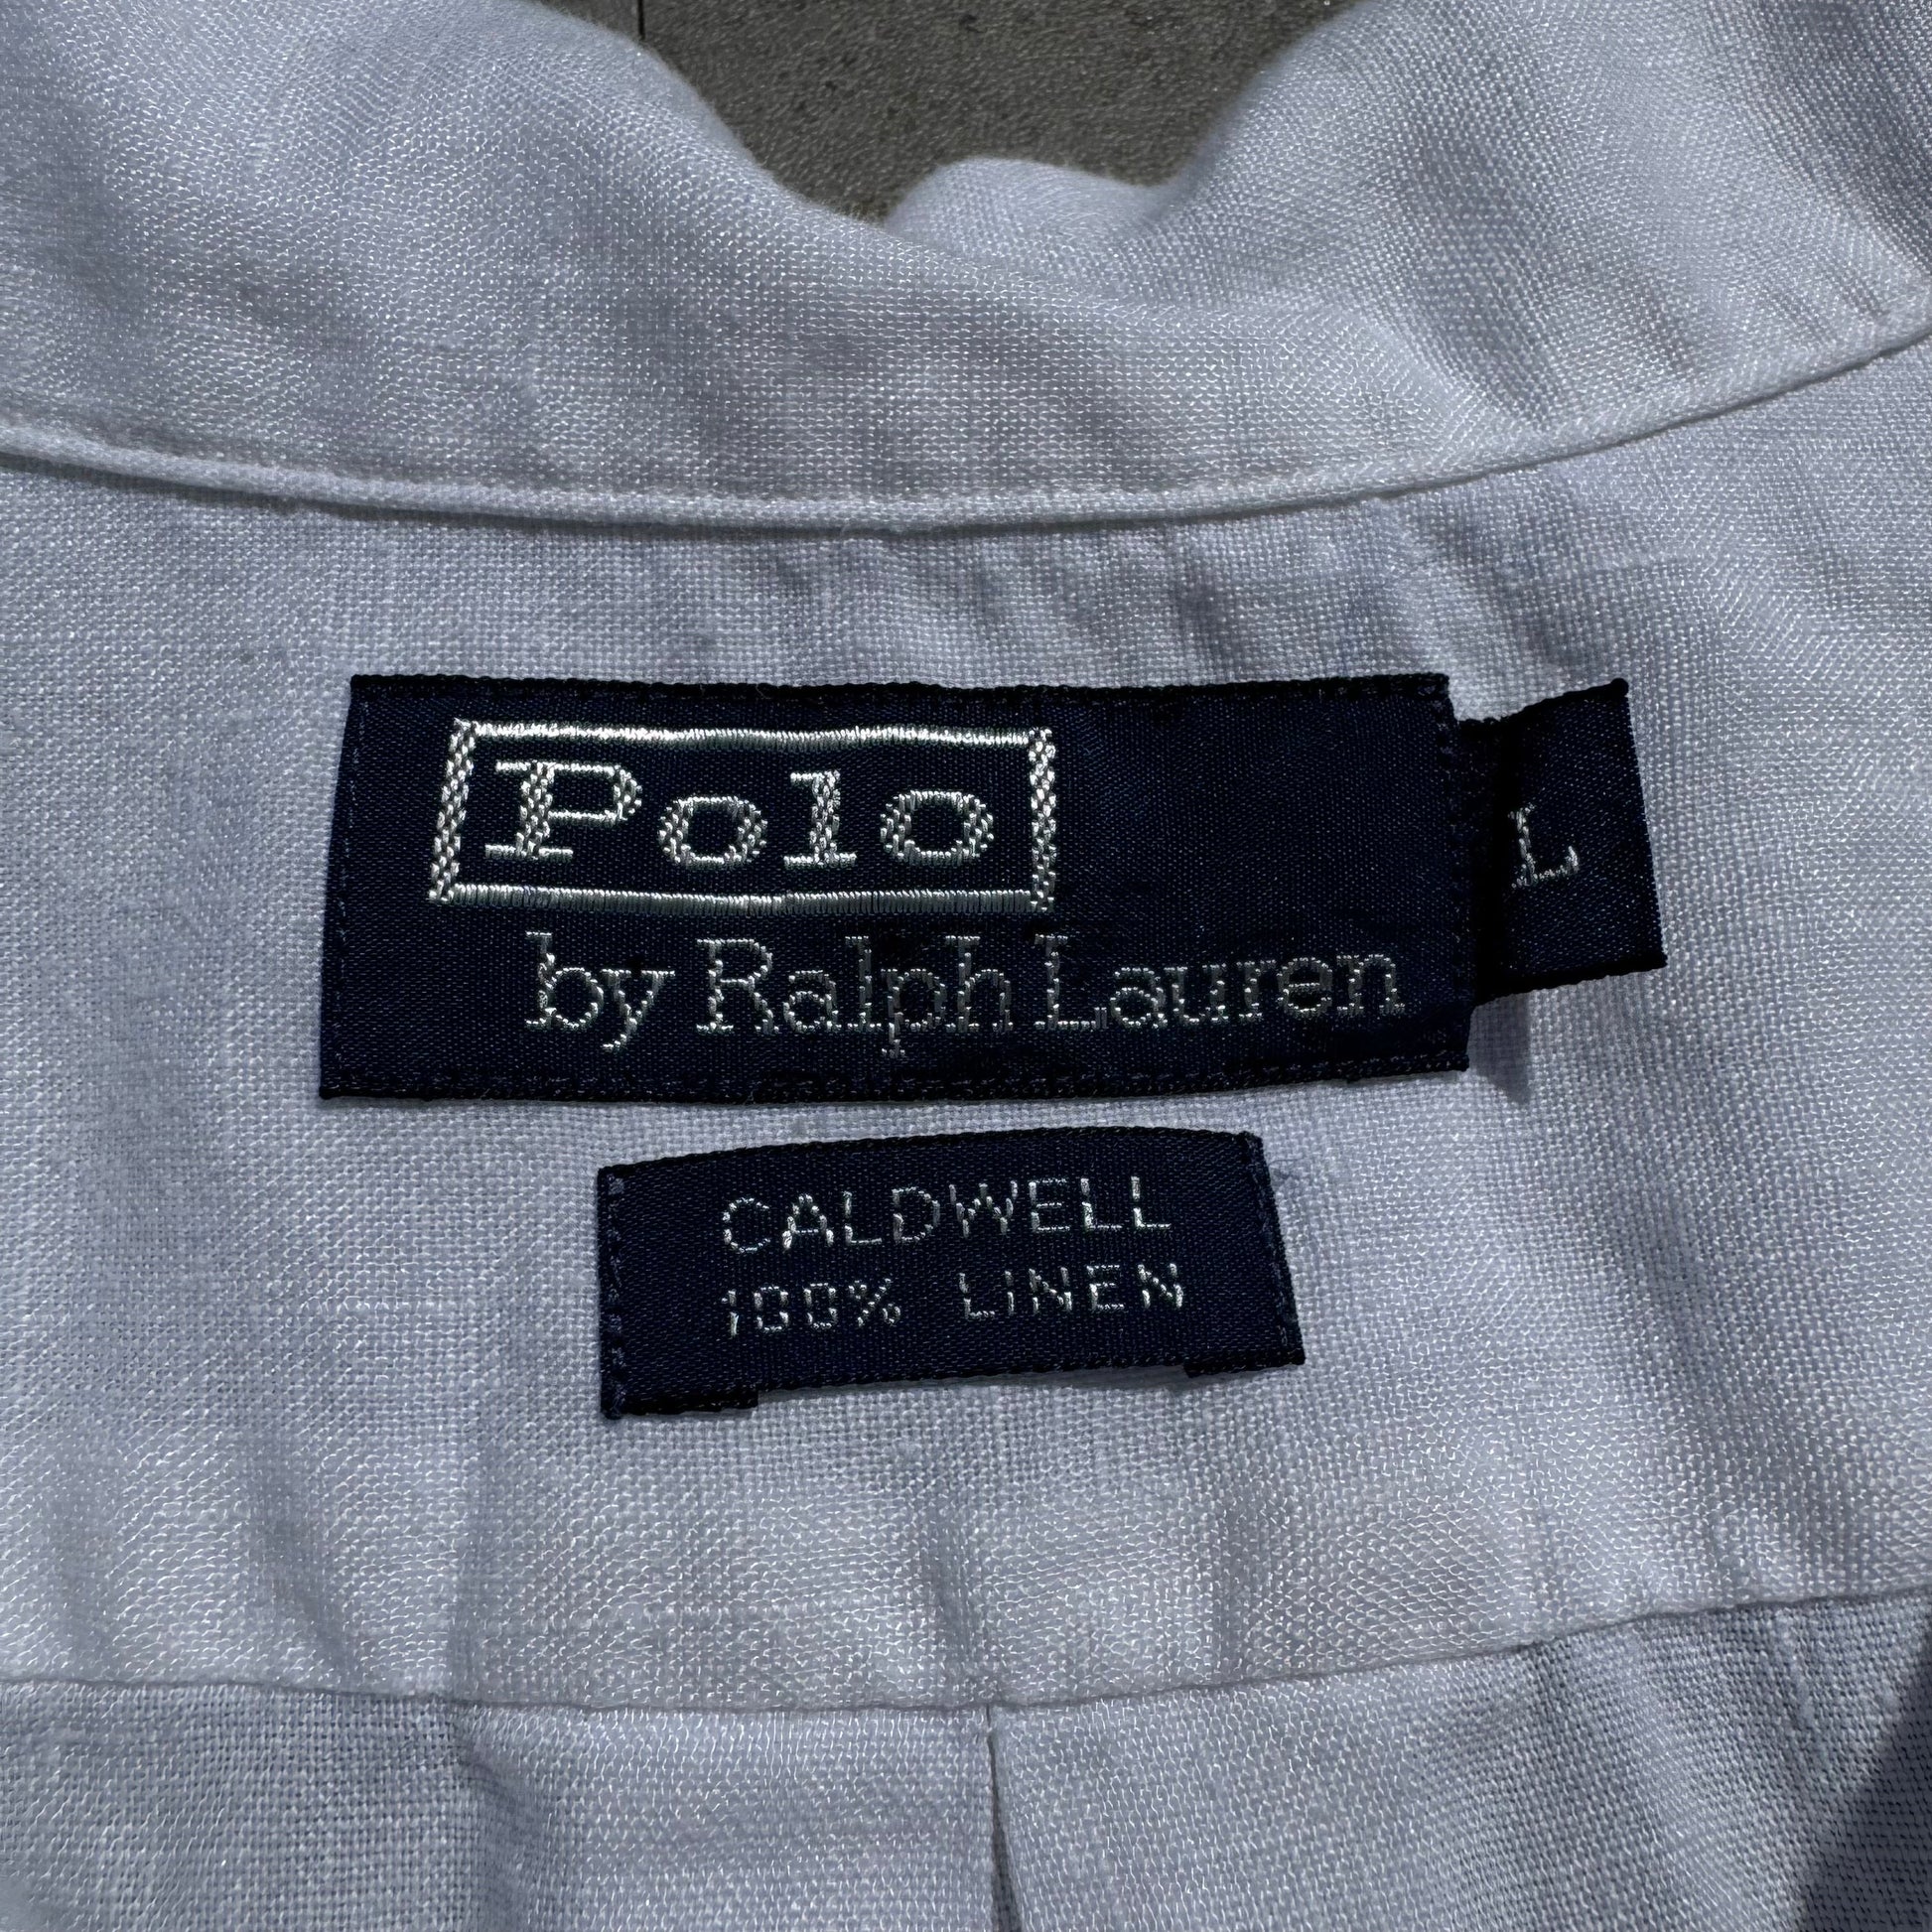 Polo
by Ralph Lauren
L
CALDWELL
100% LINEN